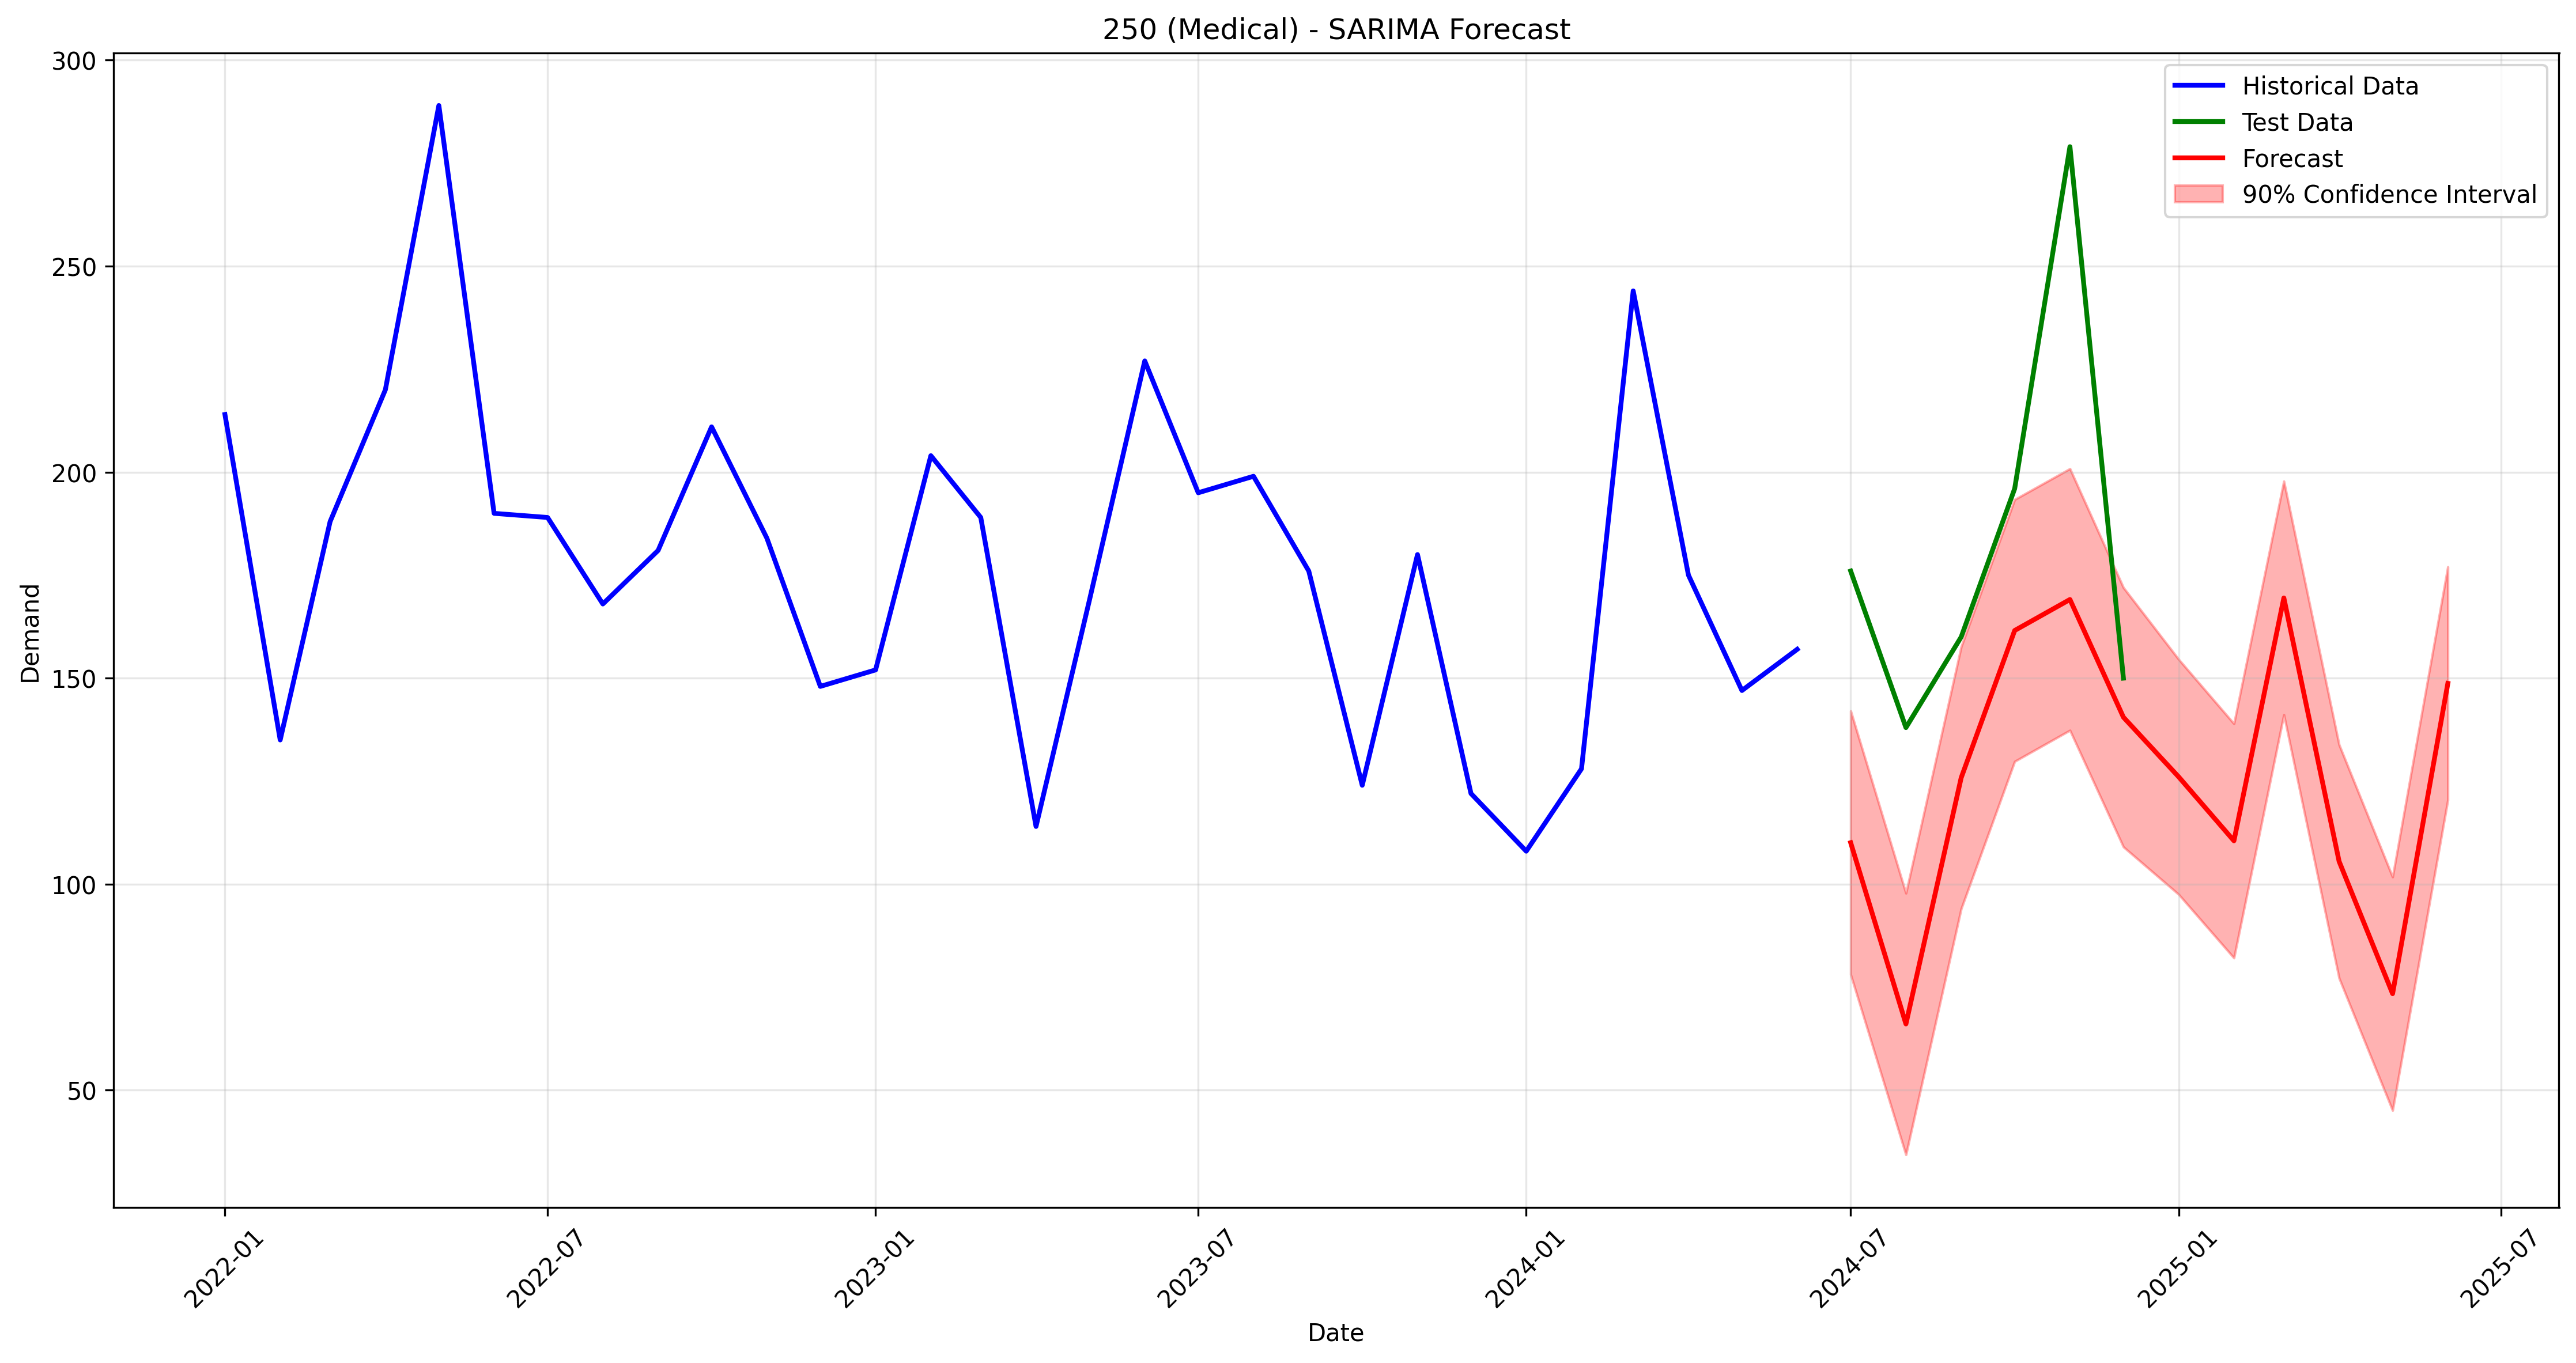 250 (Medical) - SARIMA Forecast
Historical Data
Test Data
Forecast
90% Confidence Interval
Demand
300
250
200
150
100
50
2022-01
2022-07
2023-01
2023-07
2024-01
2024-07
2025-01
2025-07
Date